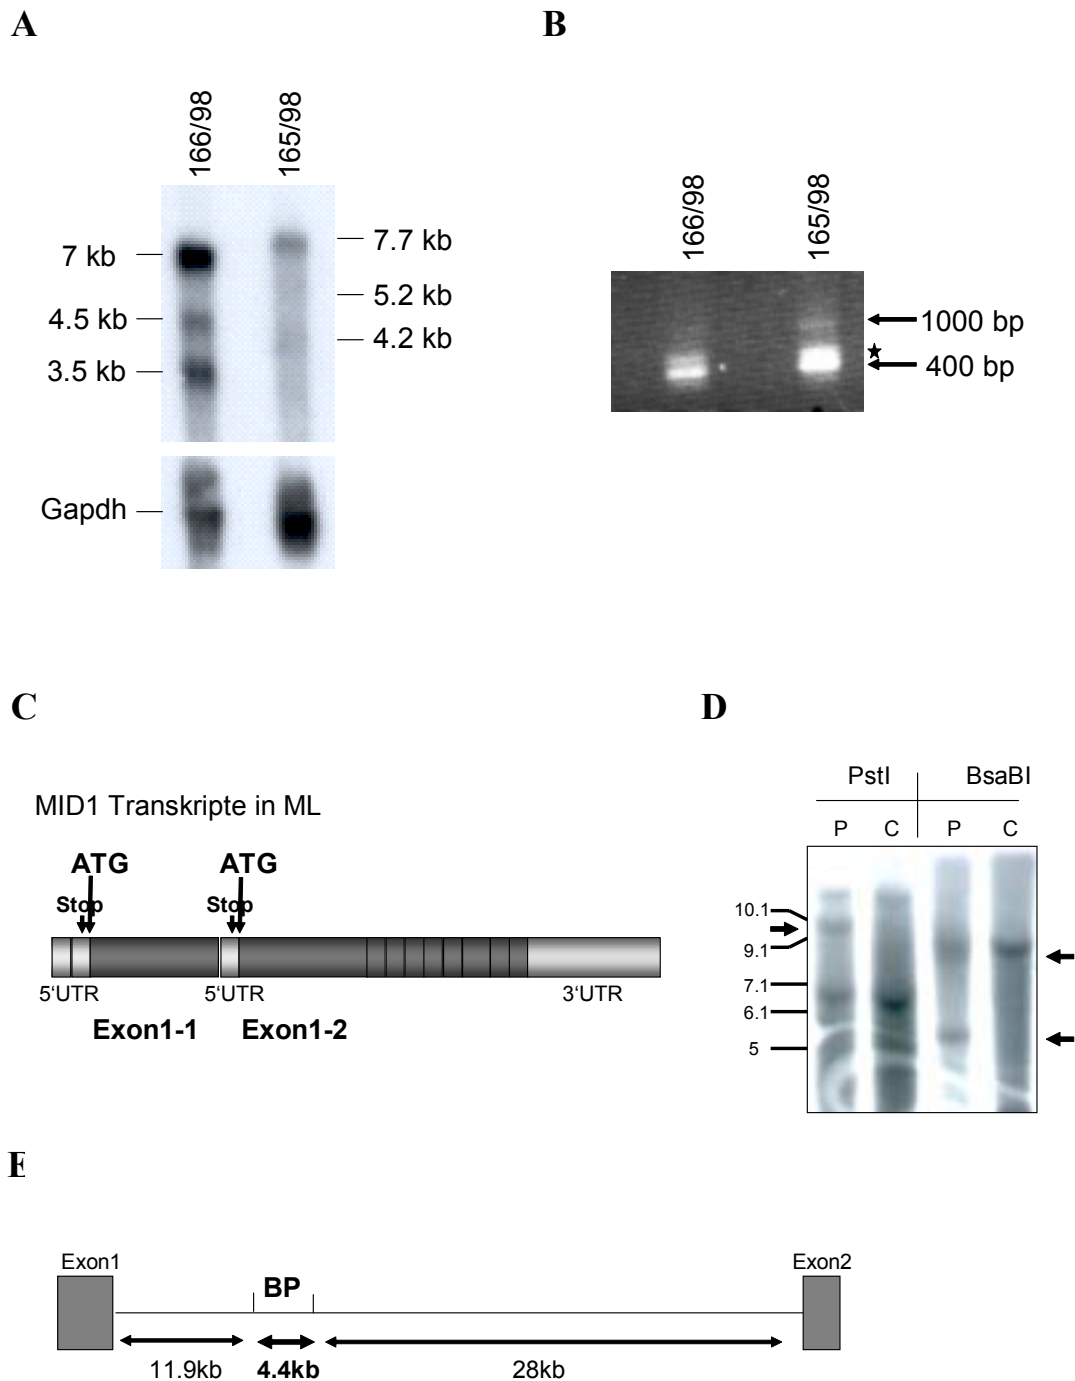 A
B
166/98
165/98
7 kb
4.5 kb
3.5 kb
7.7 kb
5.2 kb
4.2 kb
Gapdh
166/98
165/98
1000 bp
400 bp
C
MID1 Transkripte in ML
ATG ATG
Stop Stop
5'UTR 5'UTR 3'UTR
Exon1-1 Exon1-2
D
PstI BsaBI
P C P C
10.1
9.1
7.1
6.1
5
E
Exon1 Exon2
BP
11.9kb 4.4kb 28kb